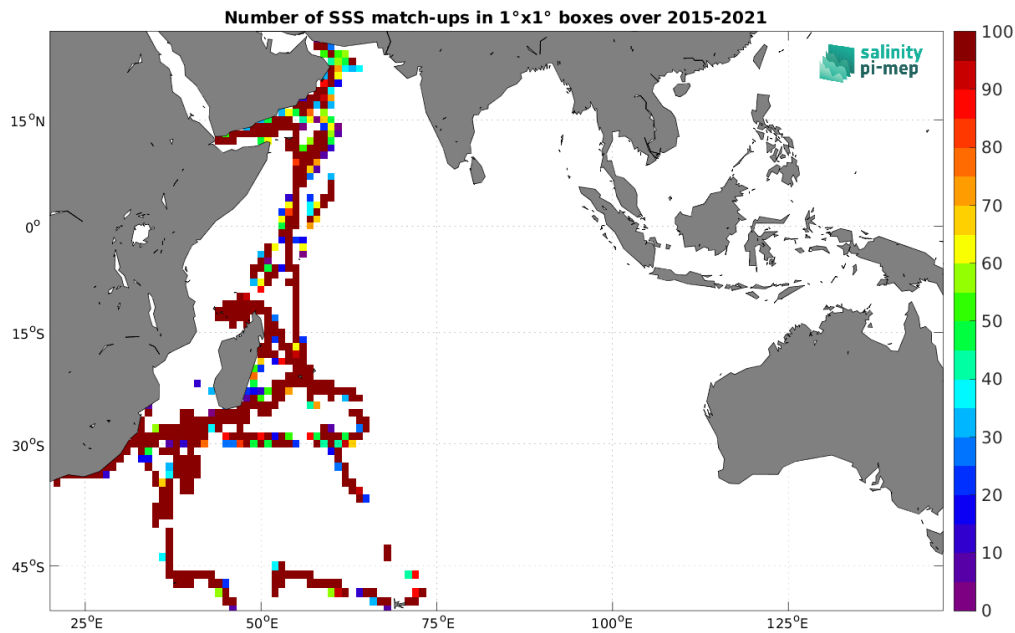 Number of SSS match-ups in 1°x1° boxes over 2015-2021
salinity
pi-mep
100
90
80
70
60
50
40
30
20
10
0
15°N
0°
15°S
30°S
45°S
25°E
50°E
75°E
100°E
125°E